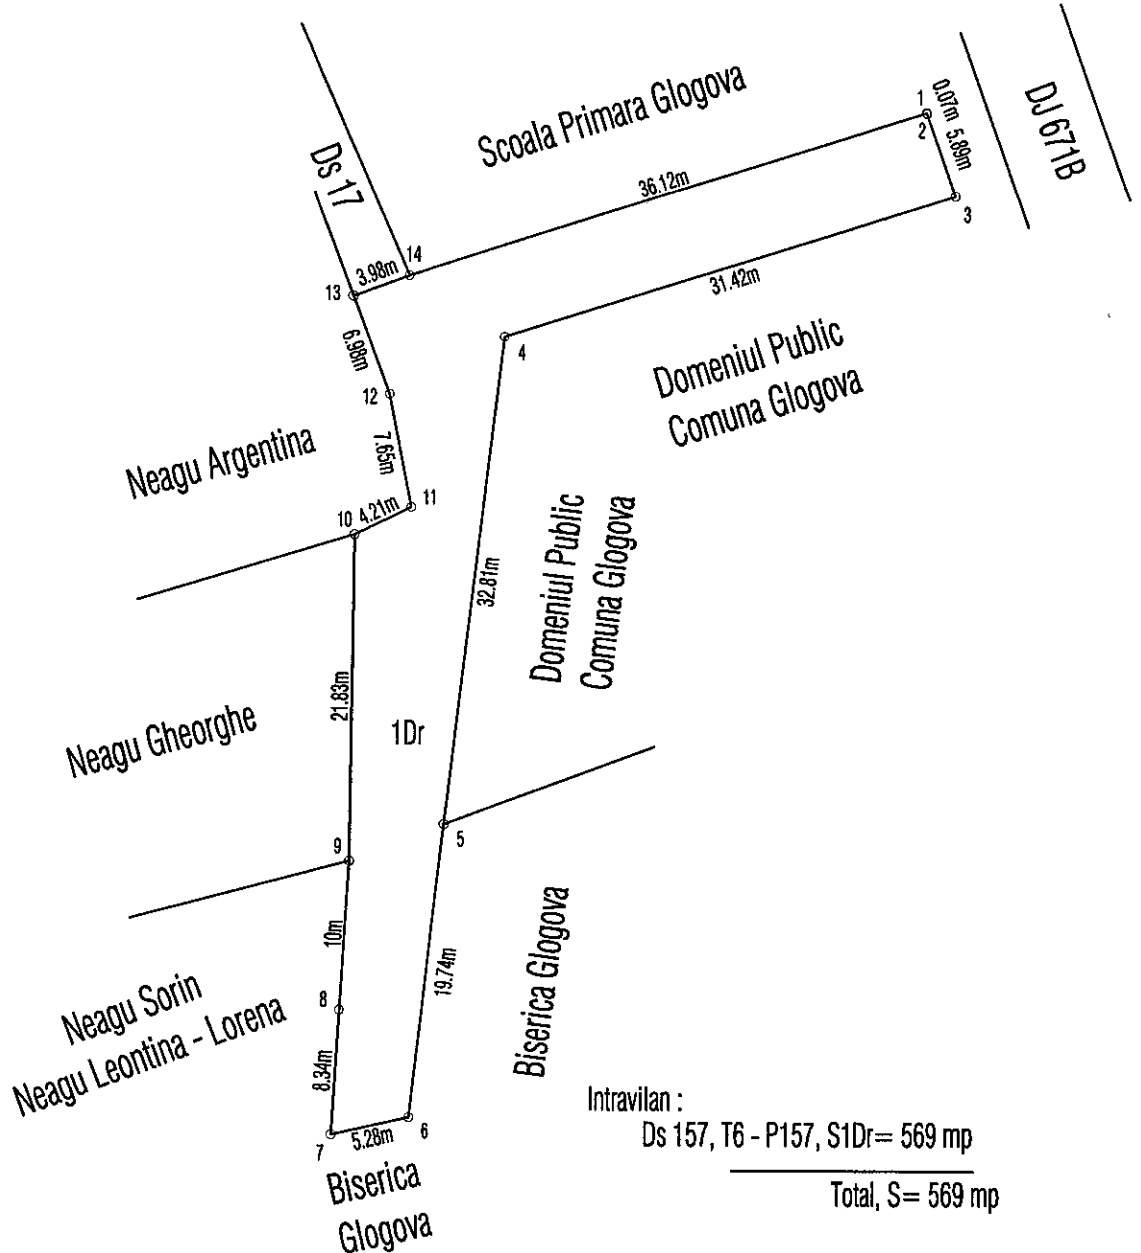 Scoala Primara Glogova
DJ 671B
Ds 17
1
2
0.07m
5.89m
3
36.12m
14
3.98m
13
31.42m
4
6.98m
12
Domeniul Public
Comuna Glogova
7.65m
Neagu Argentina
11
10
4.21m
32.81m
Domeniul Public
Comuna Glogova
21.83m
Neagu Gheorghe
1Dr
5
9
10m
19.74m
Biserica Glogova
8
Neagu Sorin
Neagu Leontina - Lorena
8.34m
6
7
5.28m
Biserica
Glogova
Intravilan :
Ds 157, T6 - P157, S1Dr= 569 mp
Total, S= 569 mp